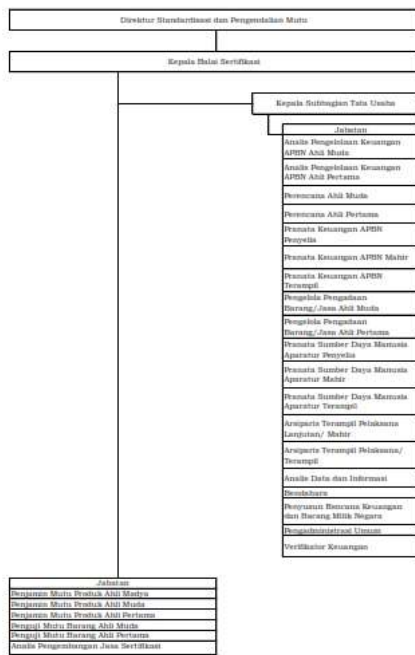 Direktur Standardisasi dan Pengendalian Mutu
Kepala Balai Sertifikasi
Kepala Subbagian Tata Usaha
Jabatan
Analis Pengelolaan Keuangan
APBN Ahli Muda
Analis Pengelolaan Keuangan
APBN Ahli Pertama
Perencana Ahli Muda
Perencana Ahli Pertama
Pranata Keuangan APBN
Penyelia
Pranata Keuangan APBN Mahir
Pranata Keuangan APBN
Terampil
Pengelola Pengadaan
Barang/Jasa Ahli Muda
Pengelola Pengadaan
Barang/Jasa Ahli Pertama
Pranata Sumber Daya Manusia
Aparatur Penyelia
Pranata Sumber Daya Manusia
Aparatur Mahir
Pranata Sumber Daya Manusia
Aparatur Terampil
Arsiparis Terampil Pelaksana
Lanjutan/ Mahir
Arsiparis Terampil Pelaksana/
Terampil
Analis Data dan Informasi
Bendahara
Penyusun Rencana Keuangan
dan Barang Milik Negara
Pengadministrasi Umum
Verifikator Keuangan
Jabatan
Penjamin Mutu Produk Ahli Madya
Penjamin Mutu Produk Ahli Muda
Penjamin Mutu Produk Ahli Pertama
Penguji Mutu Barang Ahli Muda
Penguji Mutu Barang Ahli Pertama
Analis Pengembangan Jasa Sertifikasi